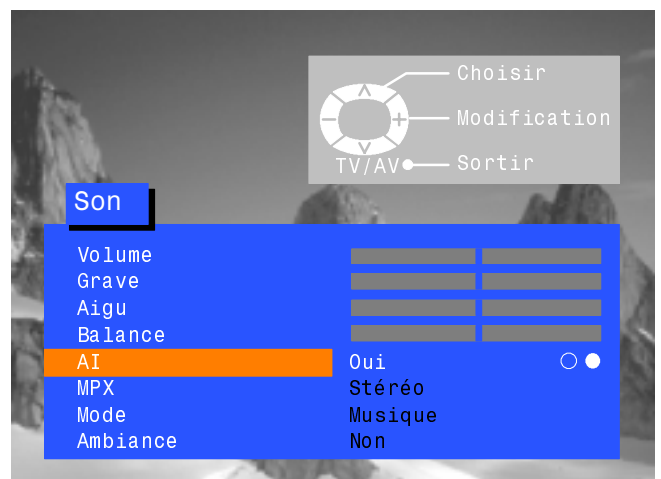 Choisir
Modification
TV/AV Sortir
Son
Volume
Grave
Aigu
Balance
AI Oui
MPX Stéréo
Mode Musique
Ambiance Non